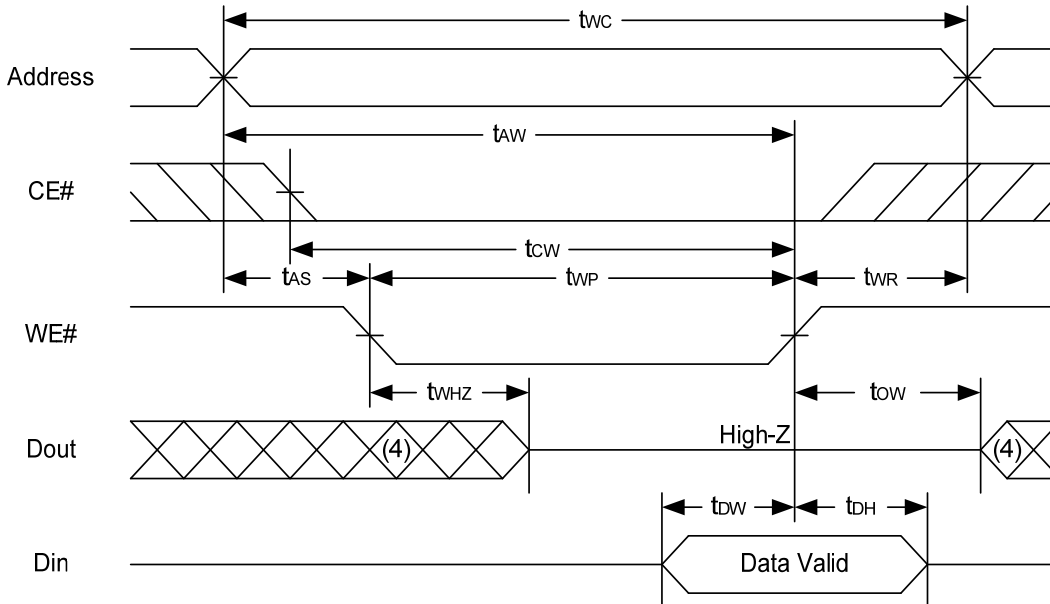 tWC
Address
tAW
CE#
tCW
tAS tWP tWR
WE#
tWHZ tOW
High-Z
Dout (4) (4)
tDW tDH
Din Data Valid